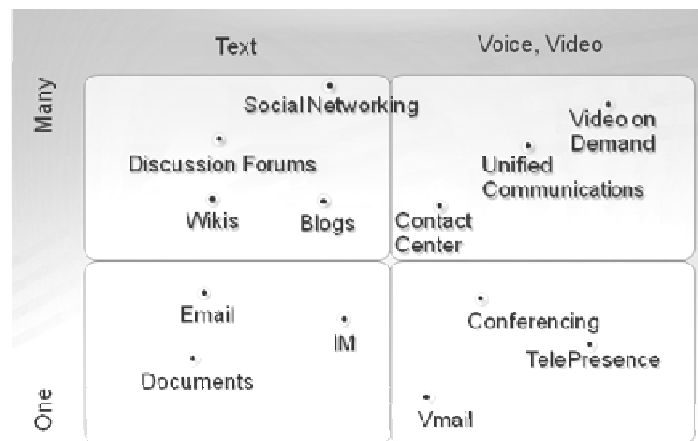 Text
Voice, Video
Many
Social Networking
Video on
Demand
Discussion Forums
Unified
Communications
Wikis
Blogs
Contact
Center
Email
IM
Conferencing
TelePresence
Documents
Vmail
One